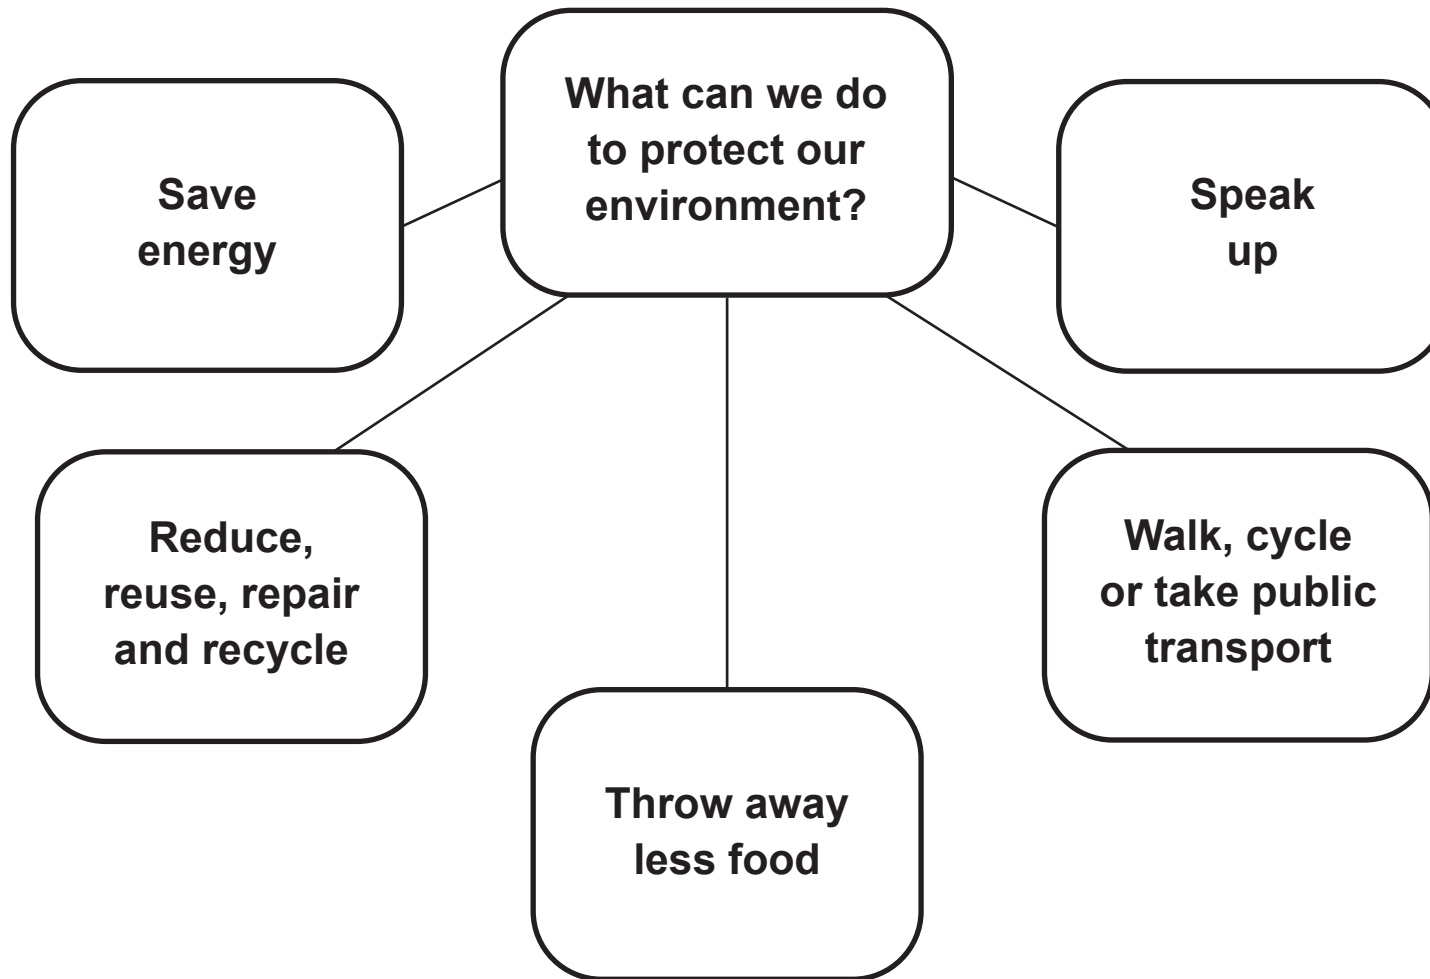 What can we do
to protect our
environment?
Save
energy
Speak
up
Reduce,
reuse, repair
and recycle
Walk, cycle
or take public
transport
Throw away
less food